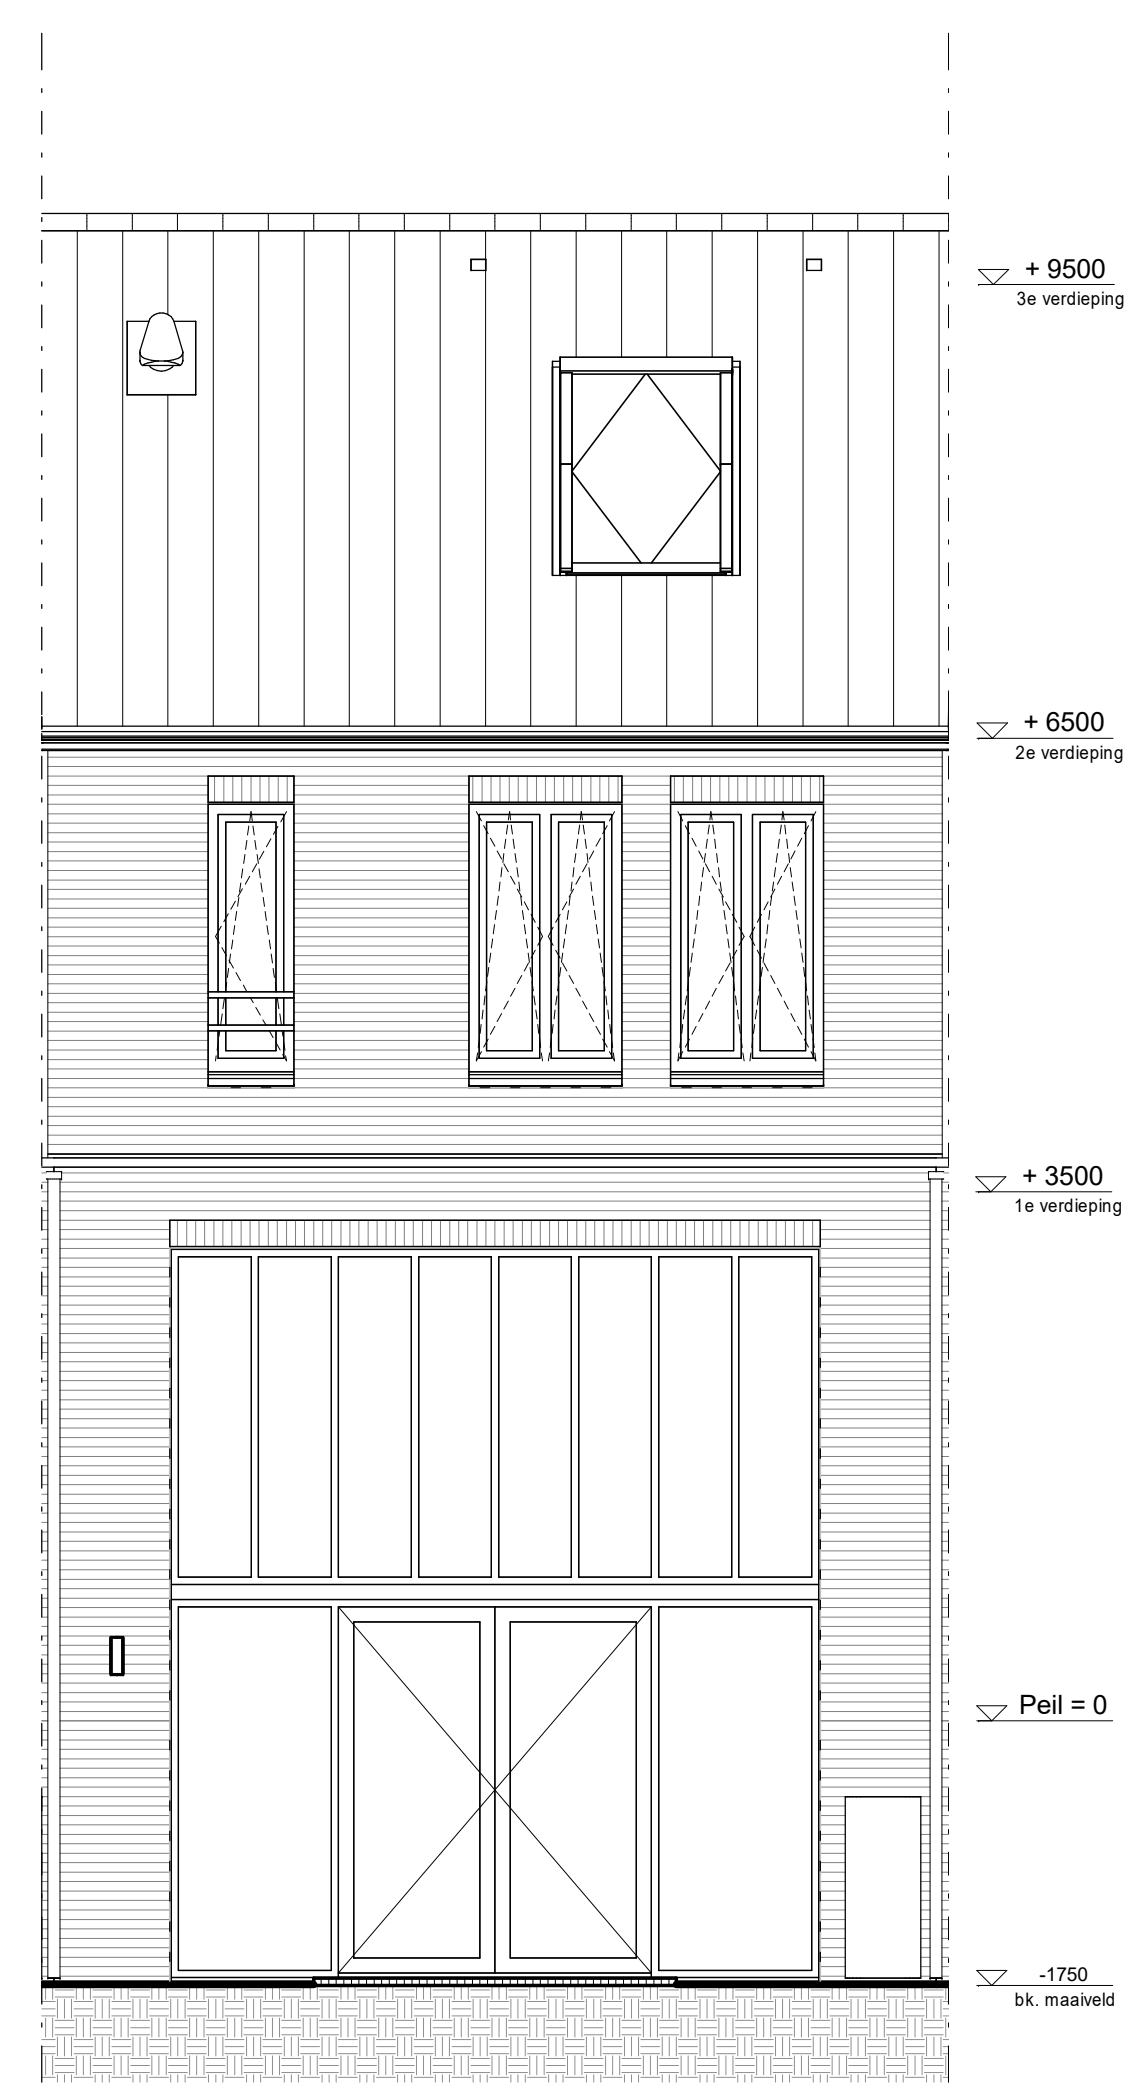 + 9500
3e verdieping
+ 6500
2e verdieping
+ 3500
1e verdieping
Peil = 0
-1750
bk. maaiveld